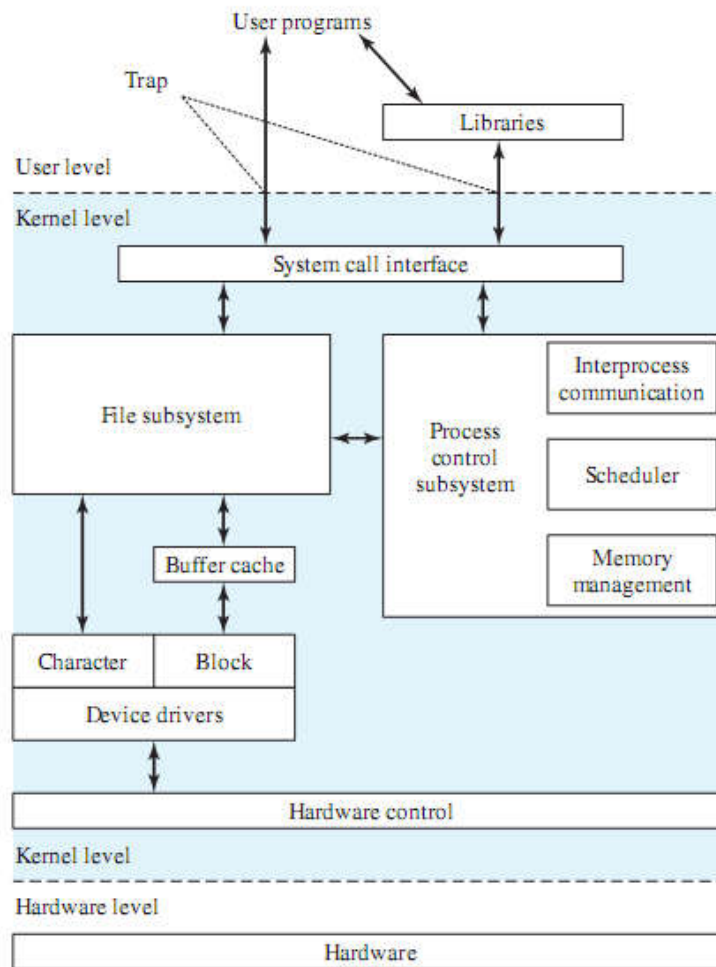 User programs
Trap
Libraries
User level
Kernel level
System call interface
File subsystem
Process
control
subsystem
Interprocess
communication
Scheduler
Memory
management
Buffer cache
Character
Block
Device drivers
Hardware control
Kernel level
Hardware level
Hardware